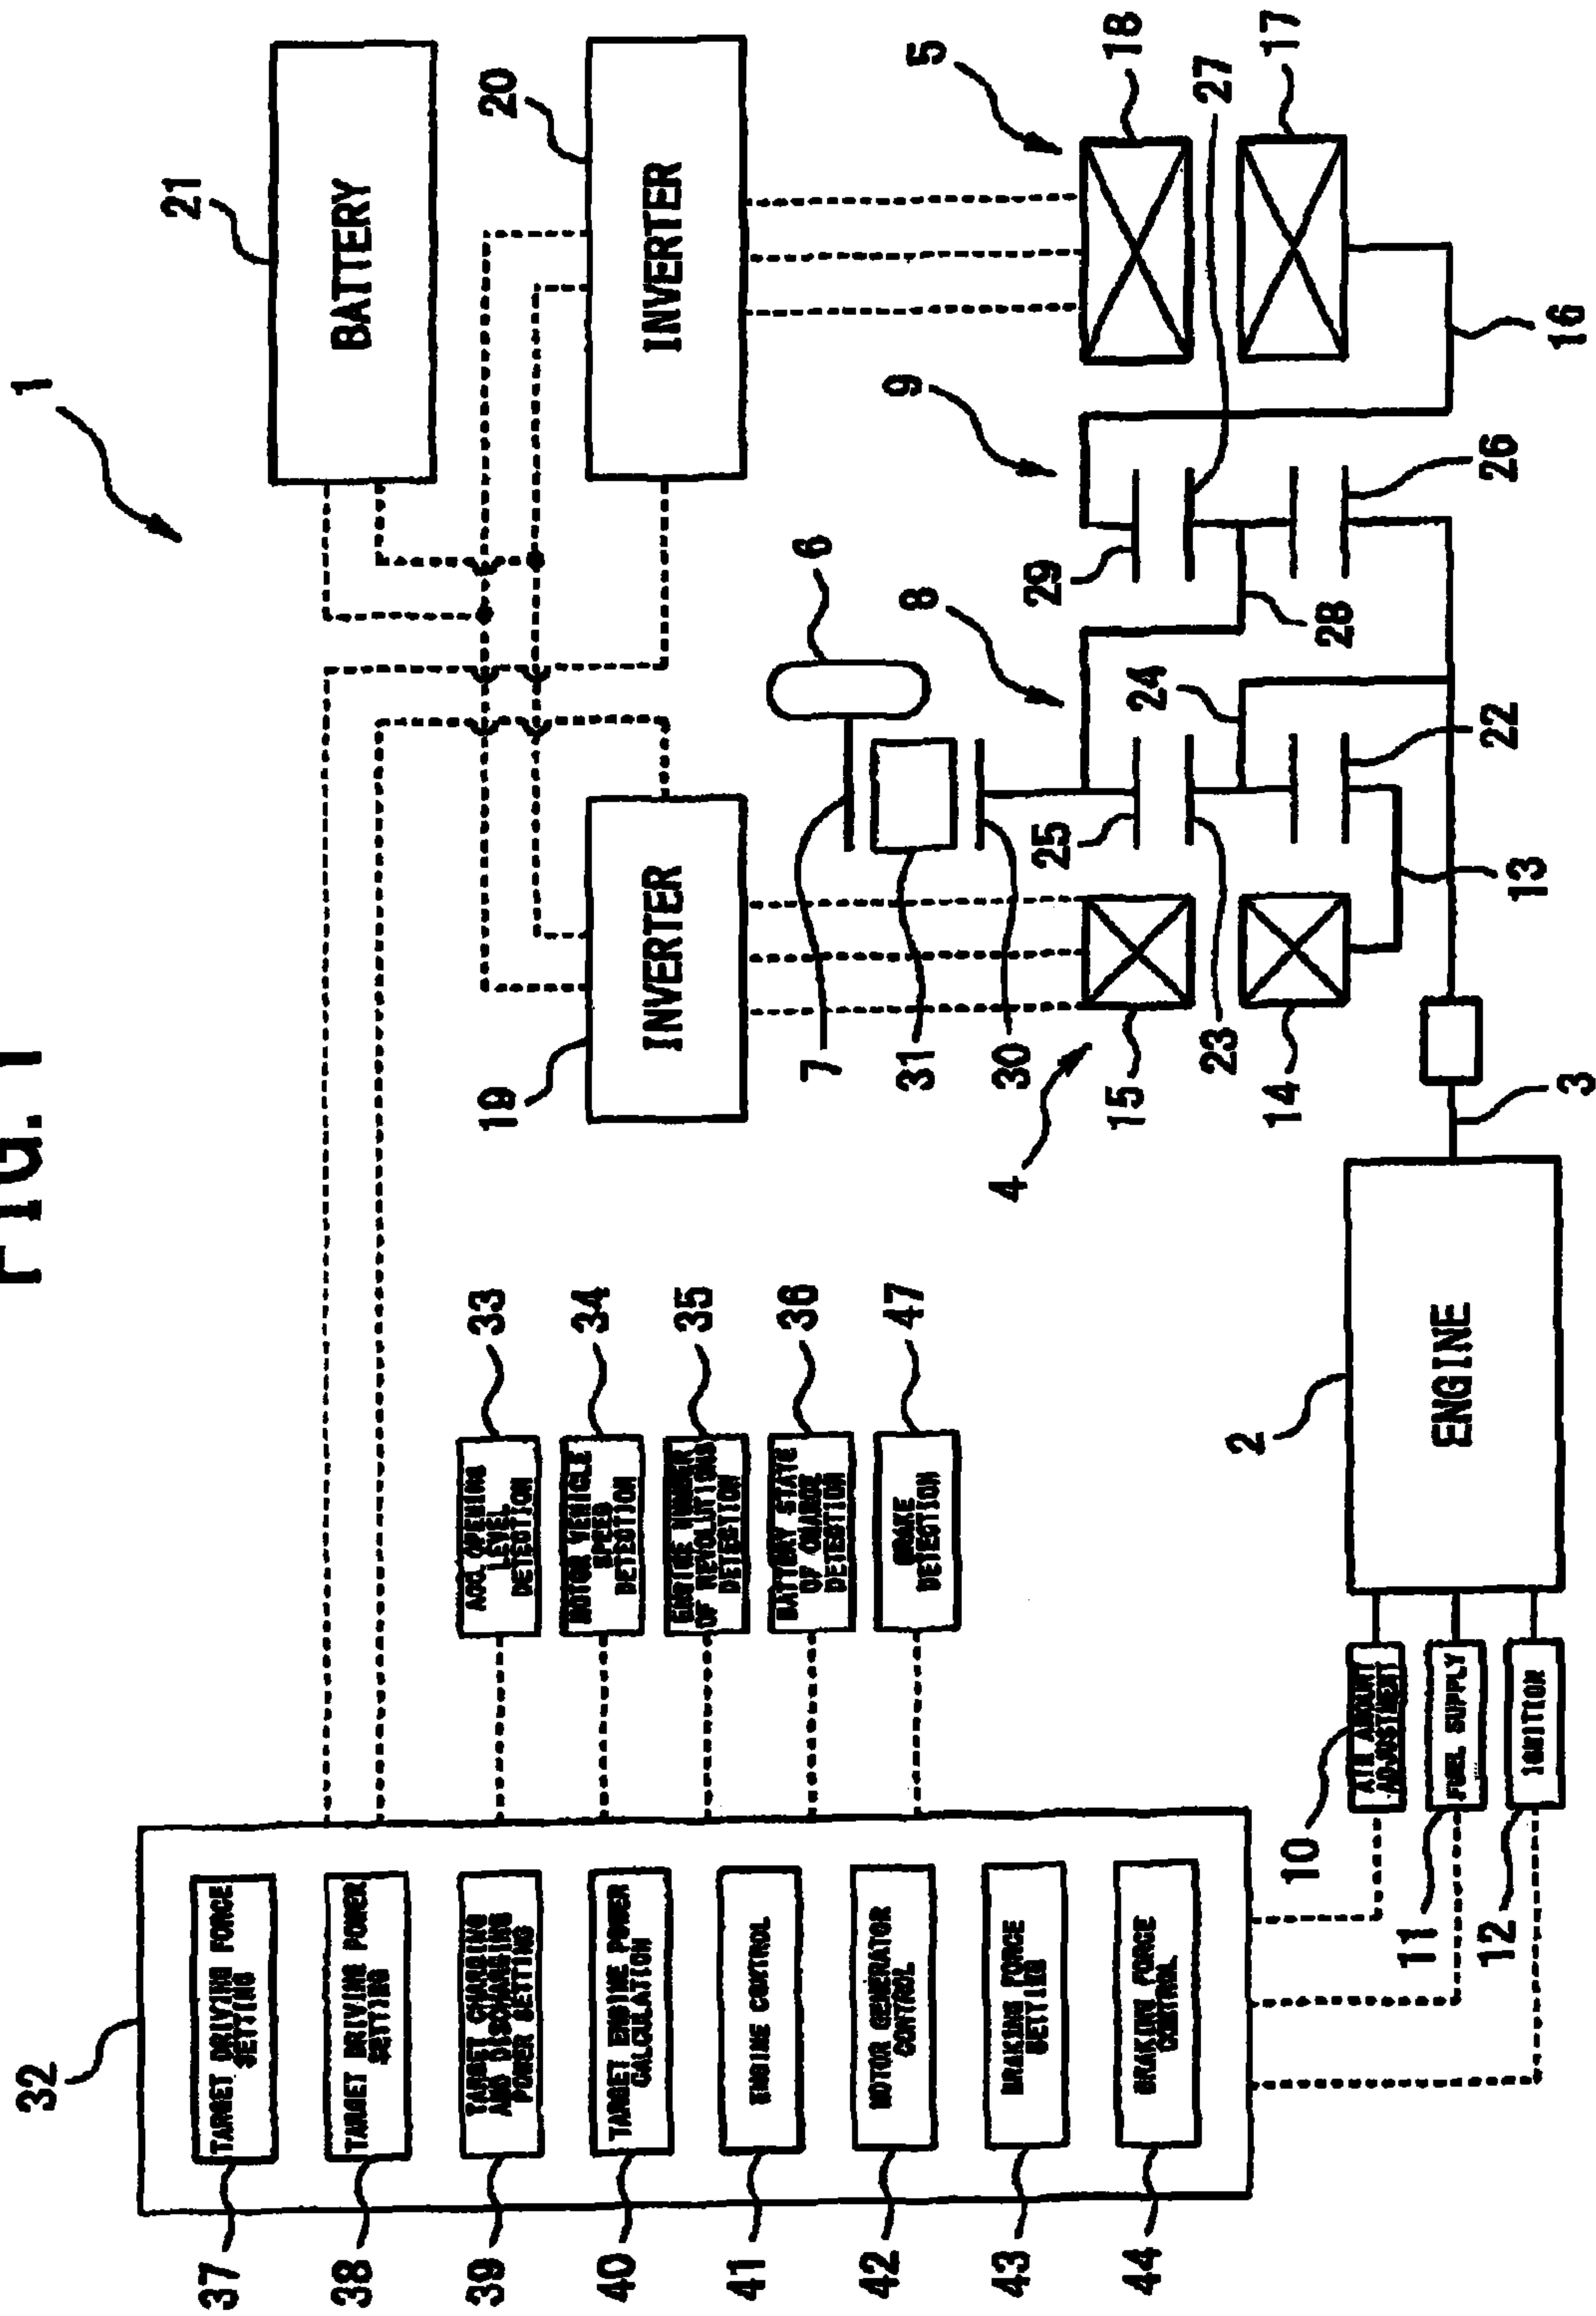 FIG. 1
1
32
37
TARGET DRIVING FORCE
SETTING
38
TARGET DRIVING POWER
SETTING
39
TARGET CHARGING
AND DISCHARGING
POWER SETTING
40
TARGET ENGINE POWER
CALCULATION
41
ENGINE CONTROL
42
MOTOR GENERATOR
CONTROL
43
BRAKING FORCE
SETTING
44
BRAKING FORCE
CONTROL
ACC. OPENING
LEVEL
DETECTION
33
MOTOR VEHICLE
SPEED
DETECTION
34
ENGINE NUMBER
OF REVOLUTIONS
DETECTION
35
BATTERY STATE
OF CHARGE
DETECTION
36
BRAKE
DETECTION
47
10
AIR AMOUNT
ADJUSTMENT
11
FUEL SUPPLY
12
IGNITION
2
ENGINE
3
21
BATTERY
19
INVERTER
20
INVERTER
7
31
30
6
4
15
23
14
25
24
8
22
13
29
28
9
26
27
5
18
17
16